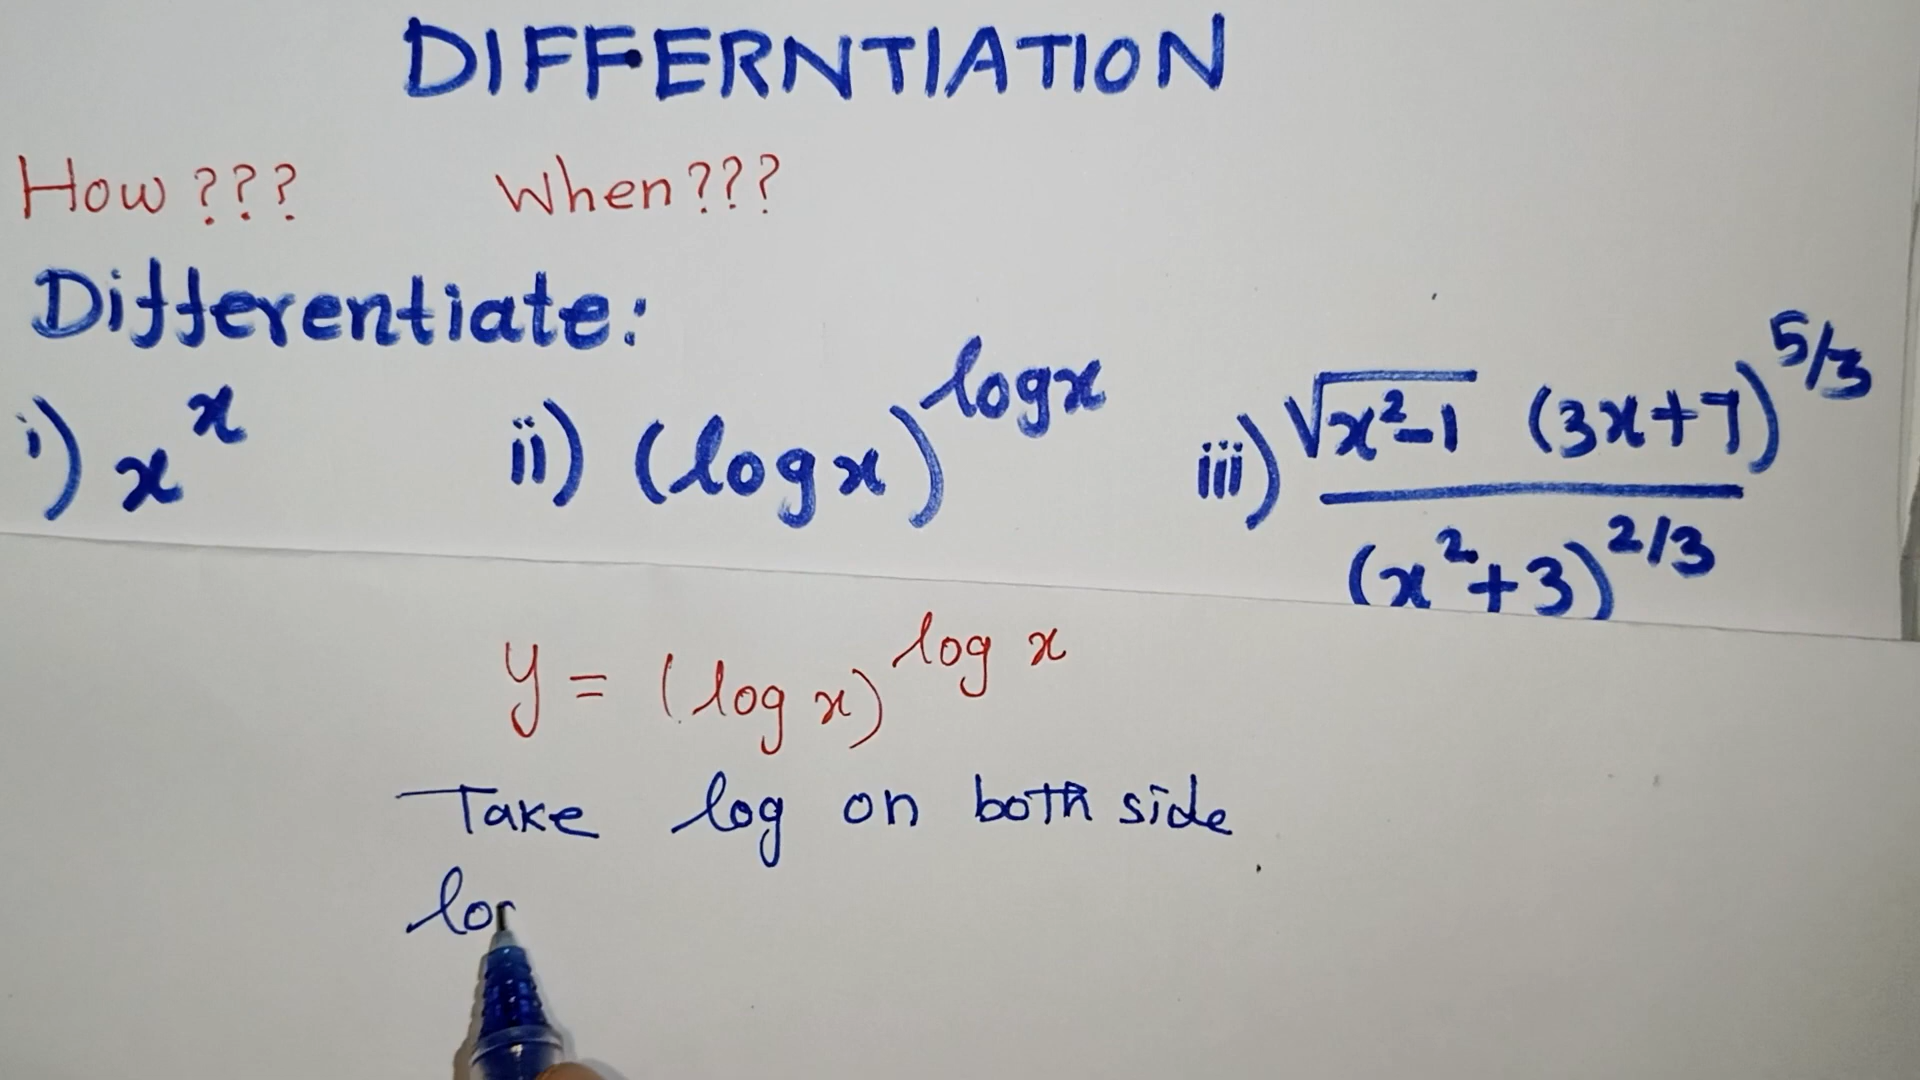 DIFFERNTIATION
How ??? When ???
Differentiate:
i) x^x ii) (log x)^log x iii) √(x²-1) (3x+7)^5/3 / (x²+3)^2/3
y = (log x)^log x
Take log on both side
lo